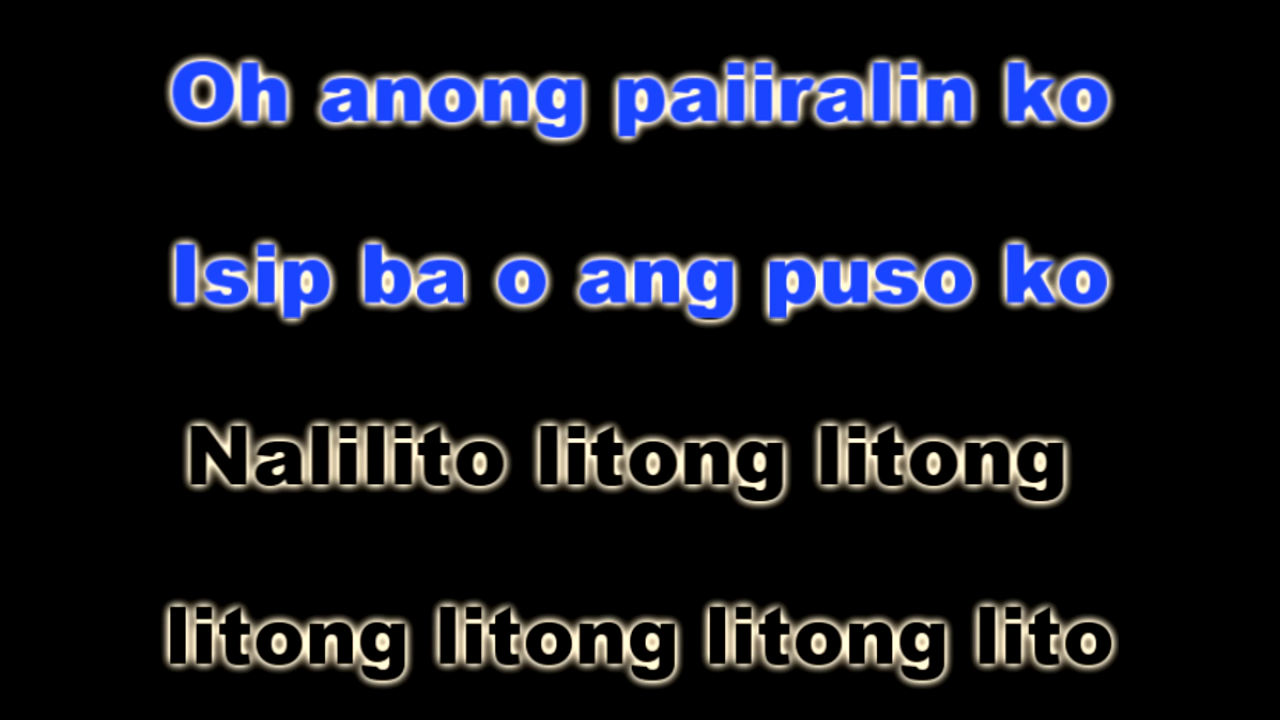 Oh anong paiiralin ko
Isip ba o ang puso ko
Nalilito litong litong
litong litong litong lito